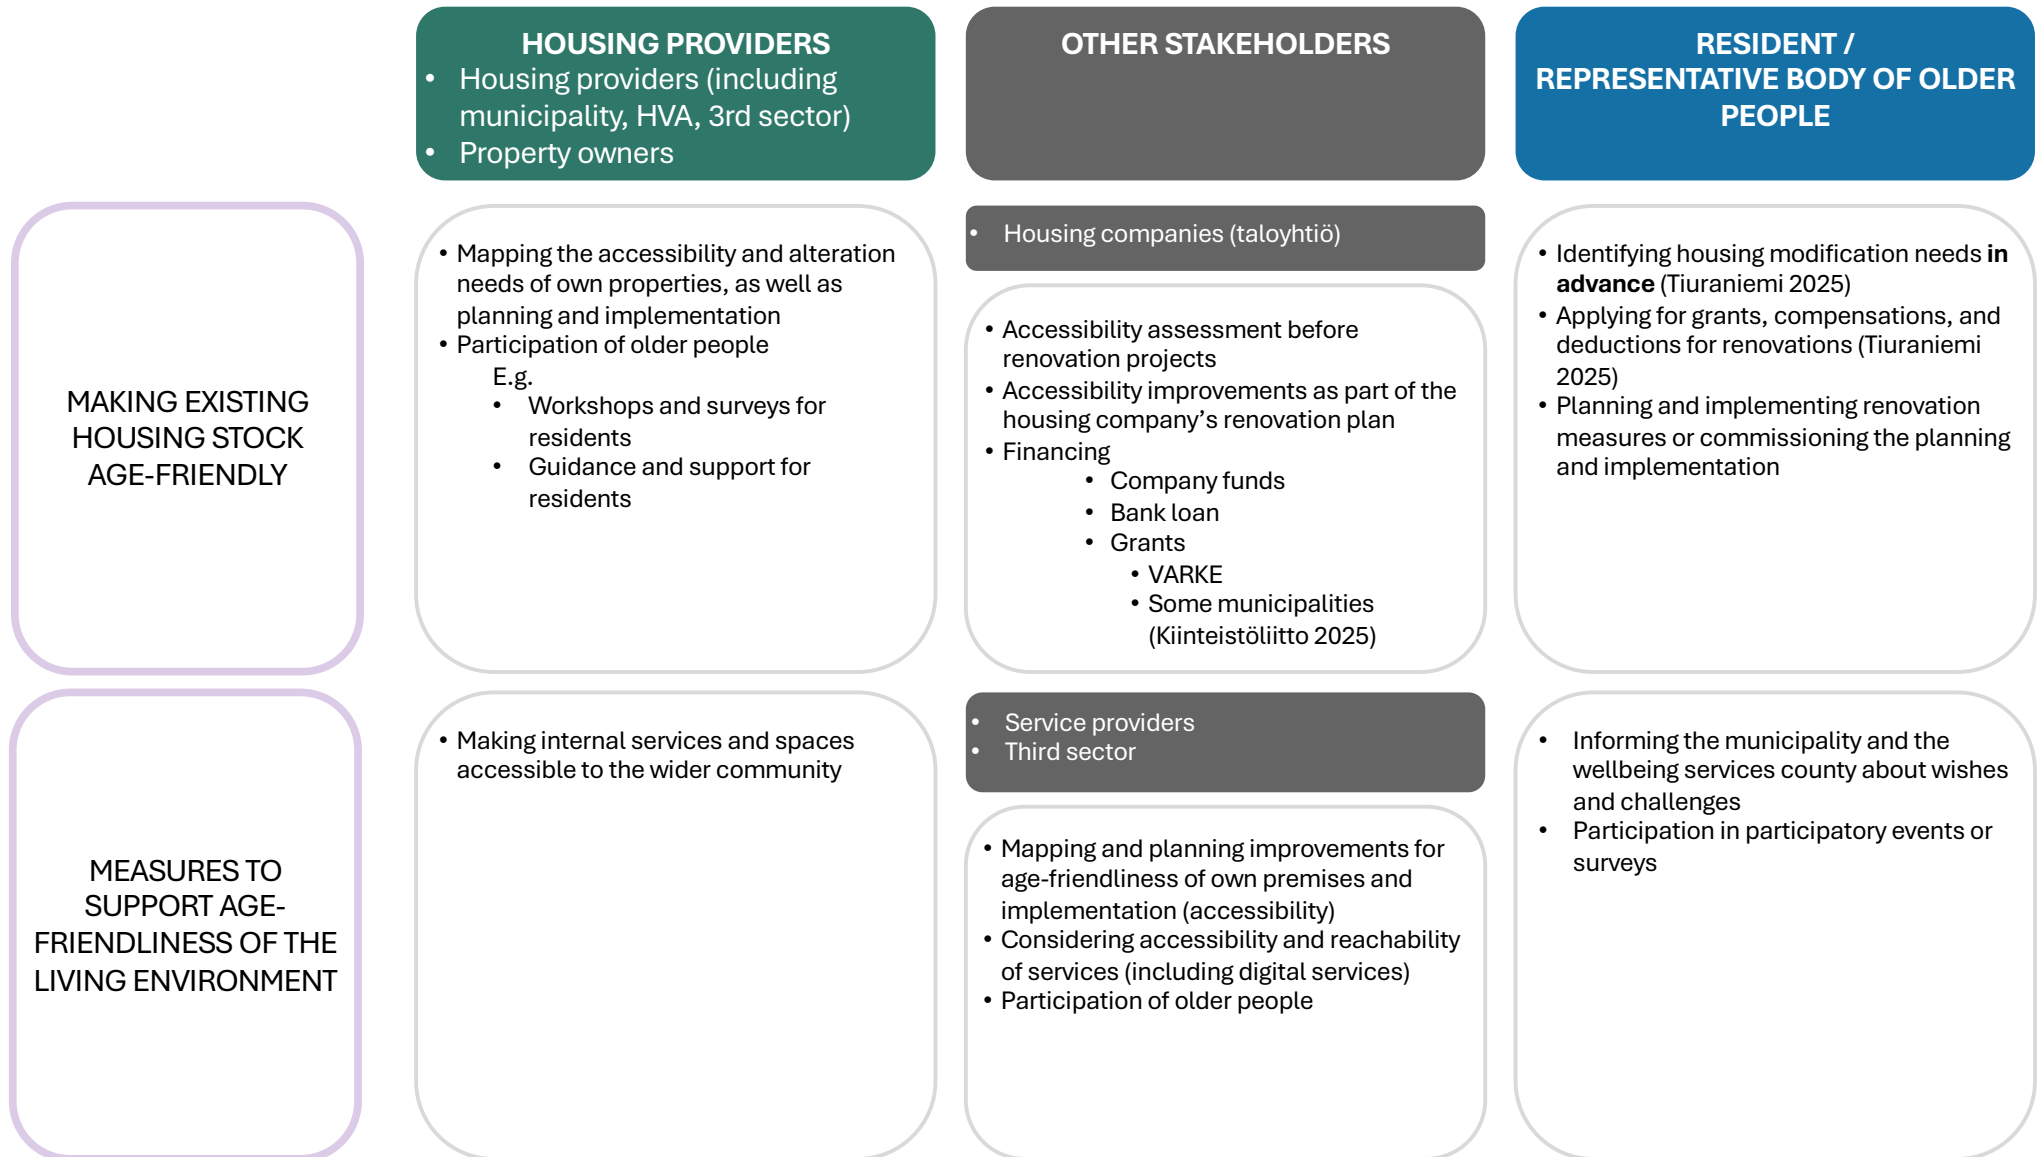 HOUSING PROVIDERS
• Housing providers (including
municipality, HVA, 3rd sector)
• Property owners
OTHER STAKEHOLDERS
RESIDENT /
REPRESENTATIVE BODY OF OLDER
PEOPLE
MAKING EXISTING
HOUSING STOCK
AGE-FRIENDLY
• Mapping the accessibility and alteration
needs of own properties, as well as
planning and implementation
• Participation of older people
E.g.
• Workshops and surveys for
residents
• Guidance and support for
residents
• Housing companies (taloyhtiö)
• Accessibility assessment before
renovation projects
• Accessibility improvements as part of the
housing company’s renovation plan
• Financing
• Company funds
• Bank loan
• Grants
• VARKE
• Some municipalities
(Kiinteistöliitto 2025)
• Identifying housing modification needs in
advance (Tiuraniemi 2025)
• Applying for grants, compensations, and
deductions for renovations (Tiuraniemi
2025)
• Planning and implementing renovation
measures or commissioning the planning
and implementation
MEASURES TO
SUPPORT AGE-
FRIENDLINESS OF THE
LIVING ENVIRONMENT
• Making internal services and spaces
accessible to the wider community
• Service providers
• Third sector
• Mapping and planning improvements for
age-friendliness of own premises and
implementation (accessibility)
• Considering accessibility and reachability
of services (including digital services)
• Participation of older people
• Informing the municipality and the
wellbeing services county about wishes
and challenges
• Participation in participatory events or
surveys